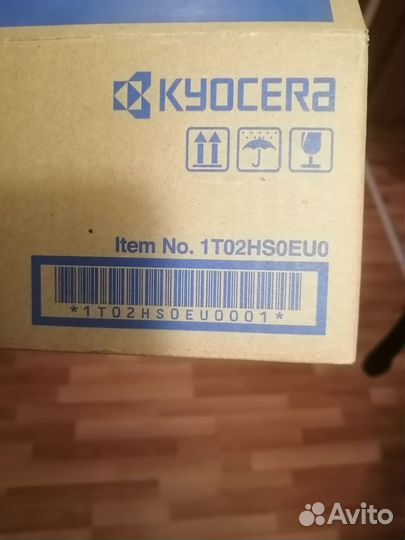 KYOCERA
Item No. 1T02HS0EU0
*1T02HS0EU0001*
Avito